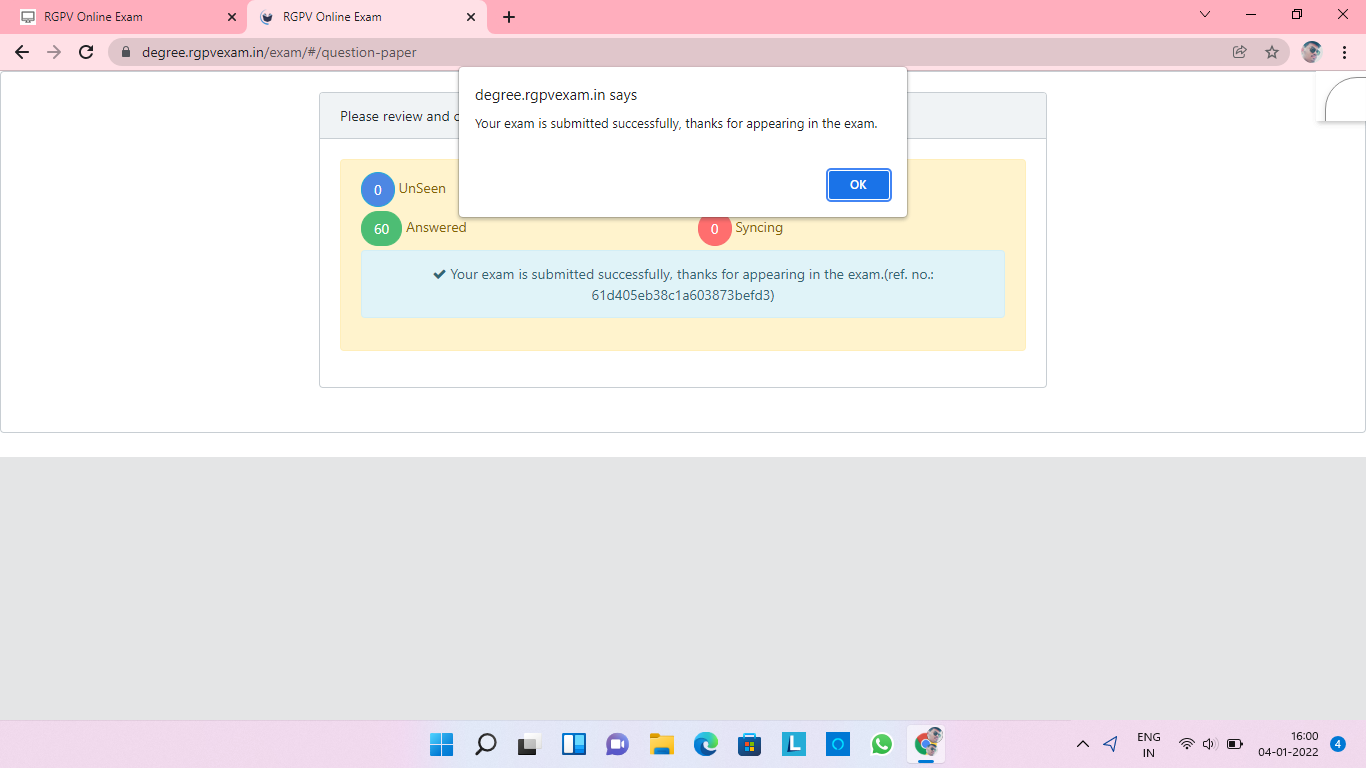 RGPV Online Exam
RGPV Online Exam
degree.rgpvexam.in/exam/#/question-paper
degree.rgpvexam.in says
Your exam is submitted successfully, thanks for appearing in the exam.
OK
Please review and
0 UnSeen
60 Answered
0 Syncing
Your exam is submitted successfully, thanks for appearing in the exam.(ref. no.:
61d405eb38c1a603873befd3)
L
ENG
IN
16:00
04-01-2022
4